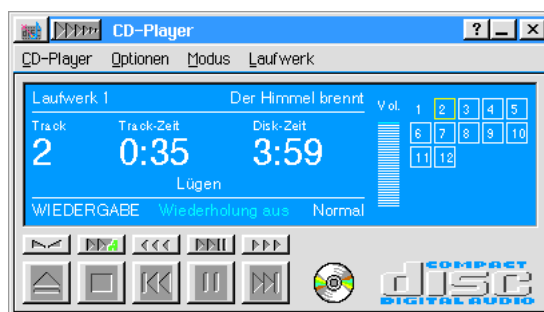 CD-Player
CD-Player Optionen Modus Laufwerk
Laufwerk 1 Der Himmel brennt
Vol. 1 2 3 4 5
6 7 8 9 10
11 12
Track Track-Zeit Disk-Zeit
2 0:35 3:59
Lügen
WIEDERGABE Wiederholung aus Normal
COMPACT
disc
DIGITAL AUDIO